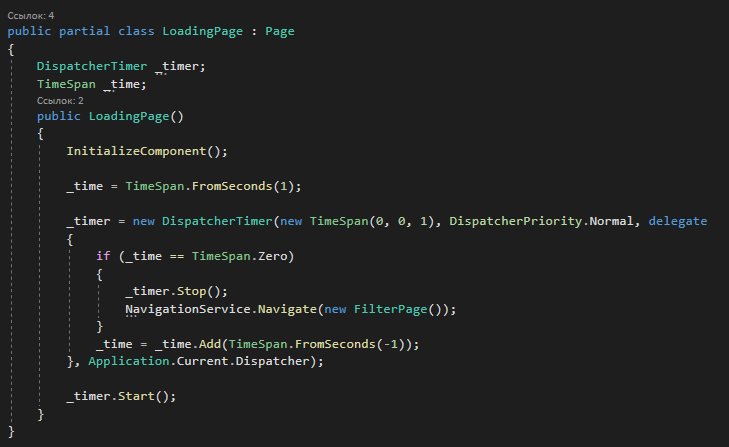 Ссылок: 4
public partial class LoadingPage : Page
{
DispatcherTimer _timer;
TimeSpan _time;
Ссылок: 2
public LoadingPage()
{
InitializeComponent();
_time = TimeSpan.FromSeconds(1);
_timer = new DispatcherTimer(new TimeSpan(0, 0, 1), DispatcherPriority.Normal, delegate
{
if (_time == TimeSpan.Zero)
{
_timer.Stop();
NavigationService.Navigate(new FilterPage());
}
_time = _time.Add(TimeSpan.FromSeconds(-1));
}, Application.Current.Dispatcher);
_timer.Start();
}
}